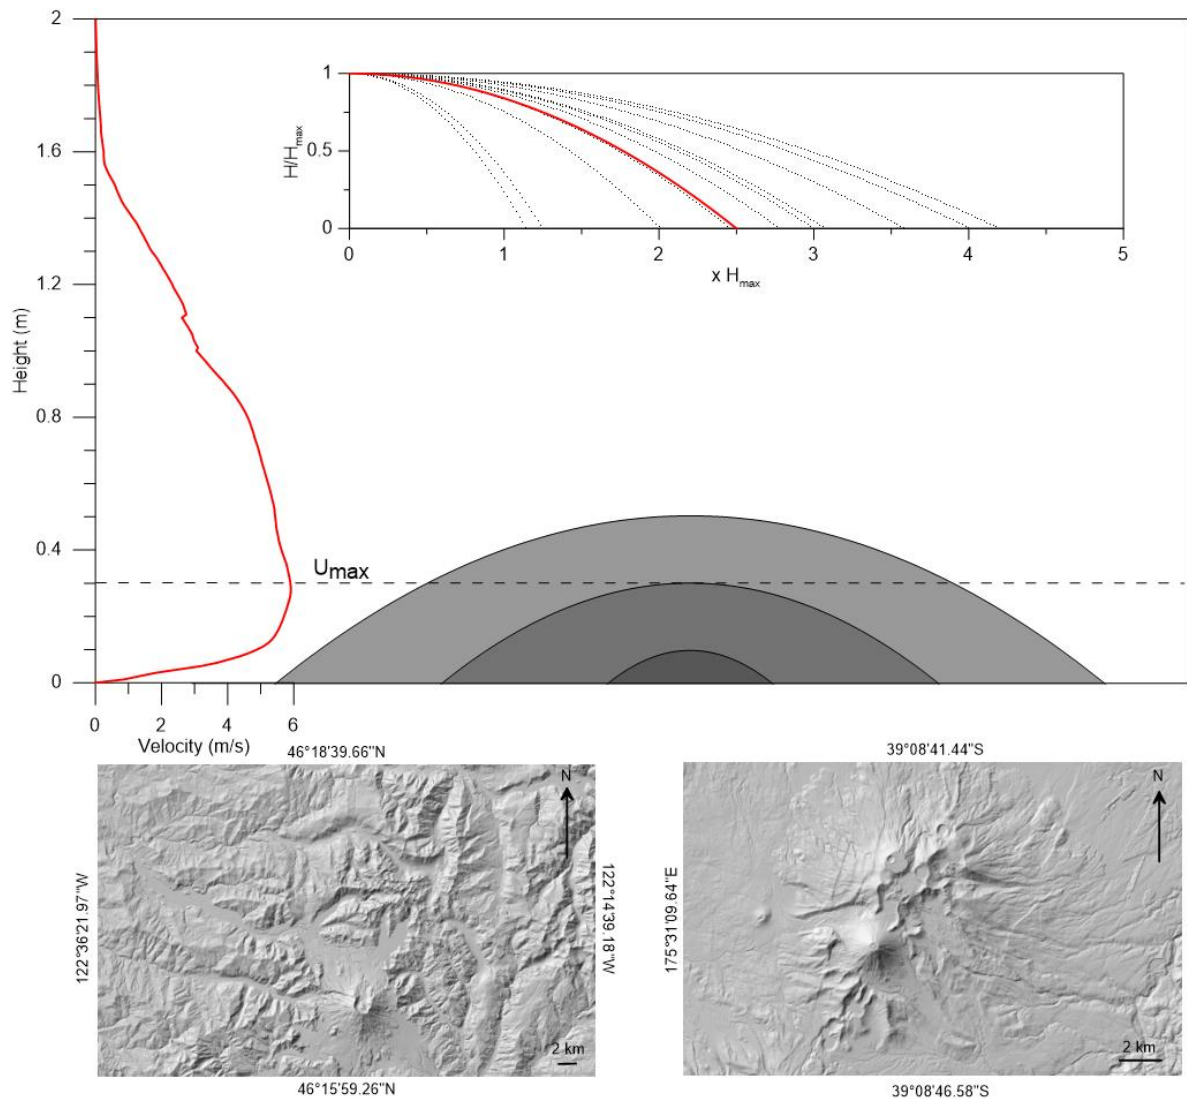 2
1.6
1.2
0.8
0.4
0
Height (m)
1
0.5
0
H/Hmax
0 1 2 3 4 5
x Hmax
Umax
0 2 4 6
Velocity (m/s)
46°18'39.66"N
122°36'21.97"W
122°14'39.18"W
N
2 km
46°15'59.26"N
39°08'41.44"S
175°31'09.64"E
N
2 km
39°08'46.58"S